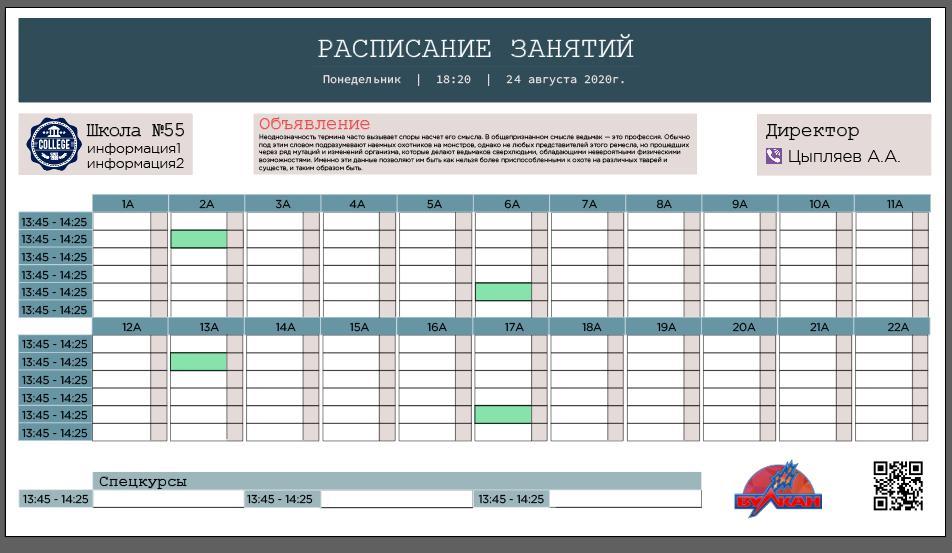 РАСПИСАНИЕ ЗАНЯТИЙ
Понедельник | 18:20 | 24 августа 2020г.
COLLEGE
Школа №55
информация1
информация2
Объявление
Неоднозначность термина часто вызывает споры насчет его смысла. В общепризнанном смысле ведьмак — это профессия. Обычно
под этим словом подразумевают наемных охотников на монстров, однако не любых представителей этого ремесла, но прошедших
через ряд мутаций и изменений организма, которые делают ведьмаков сверхлюдьми, обладающими невероятными физическими
возможностями. Именно эти данные позволяют им быть как нельзя более приспособленными к охоте на различных тварей и
существ, и таким образом быть.
Директор
Цыпляев А.А.
1А 2А 3А 4А 5А 6А 7А 8А 9А 10А 11А
13:45 - 14:25
13:45 - 14:25
13:45 - 14:25
13:45 - 14:25
13:45 - 14:25
13:45 - 14:25
12А 13А 14А 15А 16А 17А 18А 19А 20А 21А 22А
13:45 - 14:25
13:45 - 14:25
13:45 - 14:25
13:45 - 14:25
13:45 - 14:25
13:45 - 14:25
Спецкурсы
13:45 - 14:25 13:45 - 14:25 13:45 - 14:25
ВУЛКАН